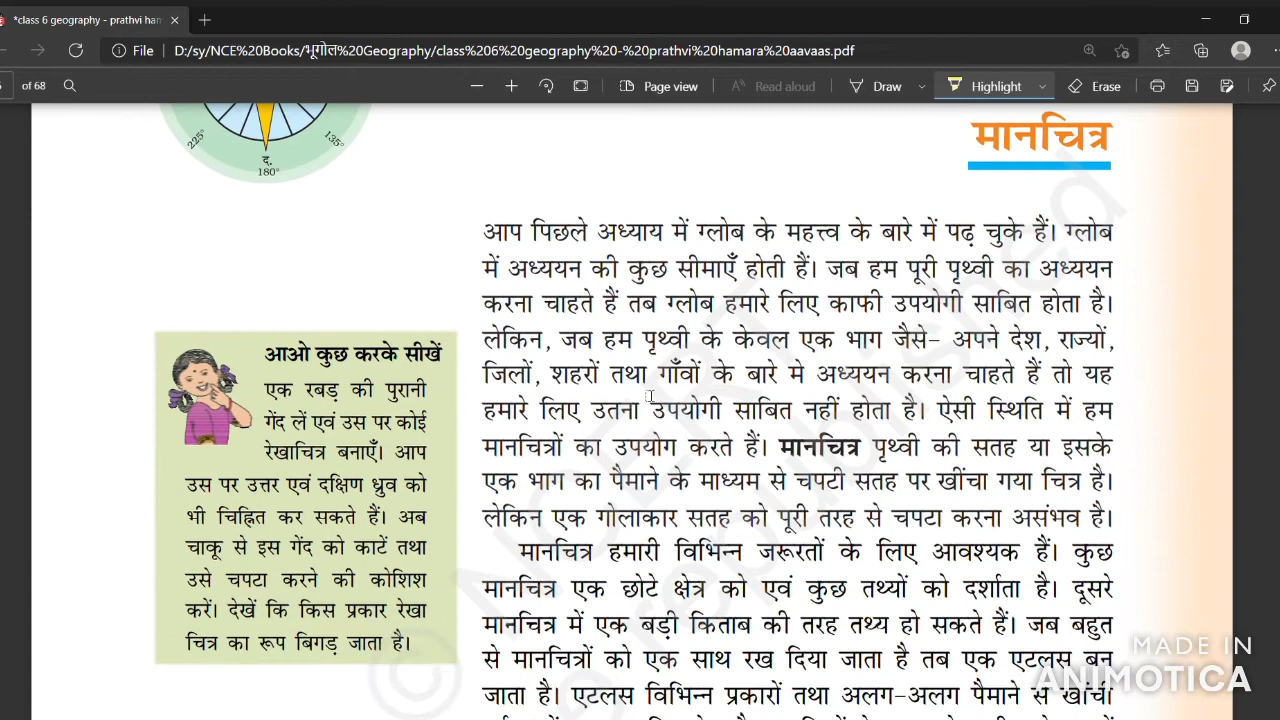 *class 6 geography - prathvi ham
File D:/sy/NCE%20Books/भूगोल%20Geography/class%206%20geography%20-%20prathvi%20hamara%20aavaas.pdf
of 68 Page view Read aloud Draw Highlight Erase
225° द. 135°
180°
मानचित्र
आप पिछले अध्याय में ग्लोब के महत्त्व के बारे में पढ़ चुके हैं। ग्लोब
में अध्ययन की कुछ सीमाएँ होती हैं। जब हम पूरी पृथ्वी का अध्ययन
करना चाहते हैं तब ग्लोब हमारे लिए काफी उपयोगी साबित होता है।
लेकिन, जब हम पृथ्वी के केवल एक भाग जैसे- अपने देश, राज्यों,
जिलों, शहरों तथा गाँवों के बारे मे अध्ययन करना चाहते हैं तो यह
हमारे लिए उतना उपयोगी साबित नहीं होता है। ऐसी स्थिति में हम
मानचित्रों का उपयोग करते हैं। मानचित्र पृथ्वी की सतह या इसके
एक भाग का पैमाने के माध्यम से चपटी सतह पर खींचा गया चित्र है।
लेकिन एक गोलाकार सतह को पूरी तरह से चपटा करना असंभव है।
मानचित्र हमारी विभिन्न जरूरतों के लिए आवश्यक हैं। कुछ
मानचित्र एक छोटे क्षेत्र को एवं कुछ तथ्यों को दर्शाता है। दूसरे
मानचित्र में एक बड़ी किताब की तरह तथ्य हो सकते हैं। जब बहुत
से मानचित्रों को एक साथ रख दिया जाता है तब एक एटलस बन
जाता है। एटलस विभिन्न प्रकारों तथा अलग-अलग पैमाने से खींची
आओ कुछ करके सीखें
एक रबड़ की पुरानी
गेंद लें एवं उस पर कोई
रेखाचित्र बनाएँ। आप
उस पर उत्तर एवं दक्षिण ध्रुव को
भी चिह्नित कर सकते हैं। अब
चाकू से इस गेंद को काटें तथा
उसे चपटा करने की कोशिश
करें। देखें कि किस प्रकार रेखा
चित्र का रूप बिगड़ जाता है।
© NCERT
republished
MADE IN
ANIMOTICA